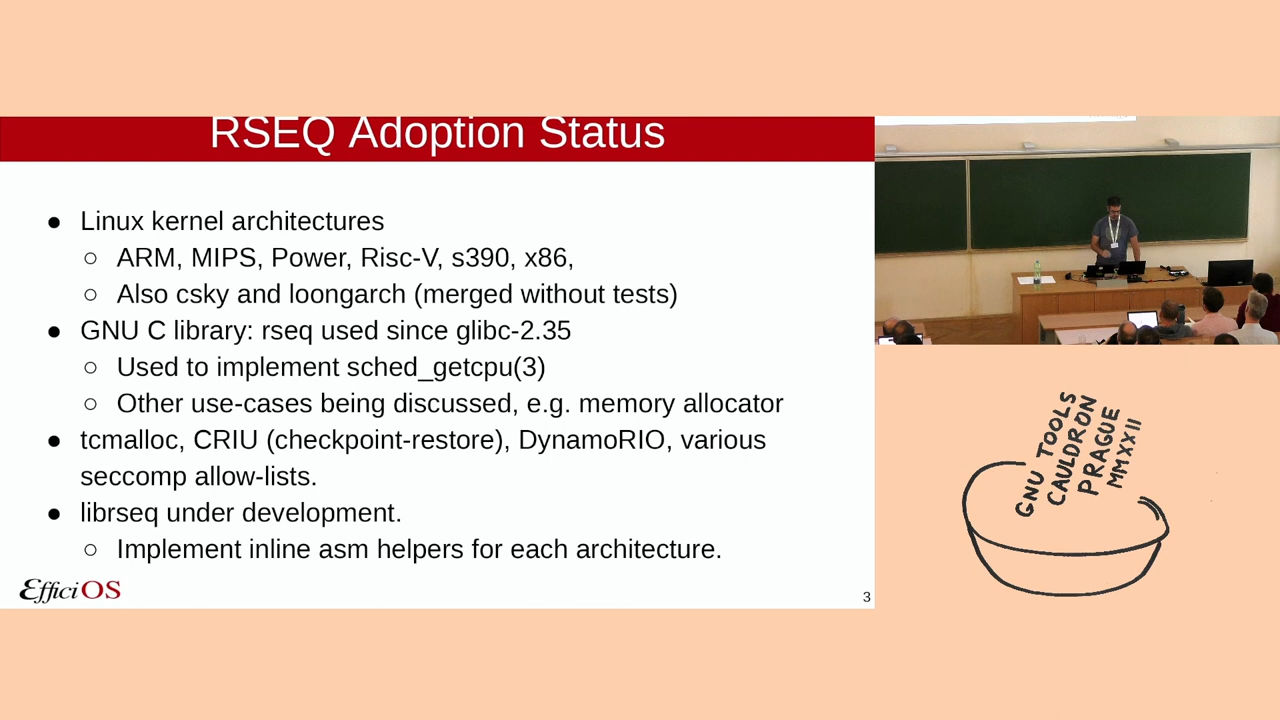 RSEQ Adoption Status
● Linux kernel architectures
○ ARM, MIPS, Power, Risc-V, s390, x86,
○ Also csky and loongarch (merged without tests)
● GNU C library: rseq used since glibc-2.35
○ Used to implement sched_getcpu(3)
○ Other use-cases being discussed, e.g. memory allocator
● tcmalloc, CRIU (checkpoint-restore), DynamoRIO, various
seccomp allow-lists.
● librseq under development.
○ Implement inline asm helpers for each architecture.
EfficiOS
3
GNU TOOLS
CAULDRON
PRAGUE
MMXXII